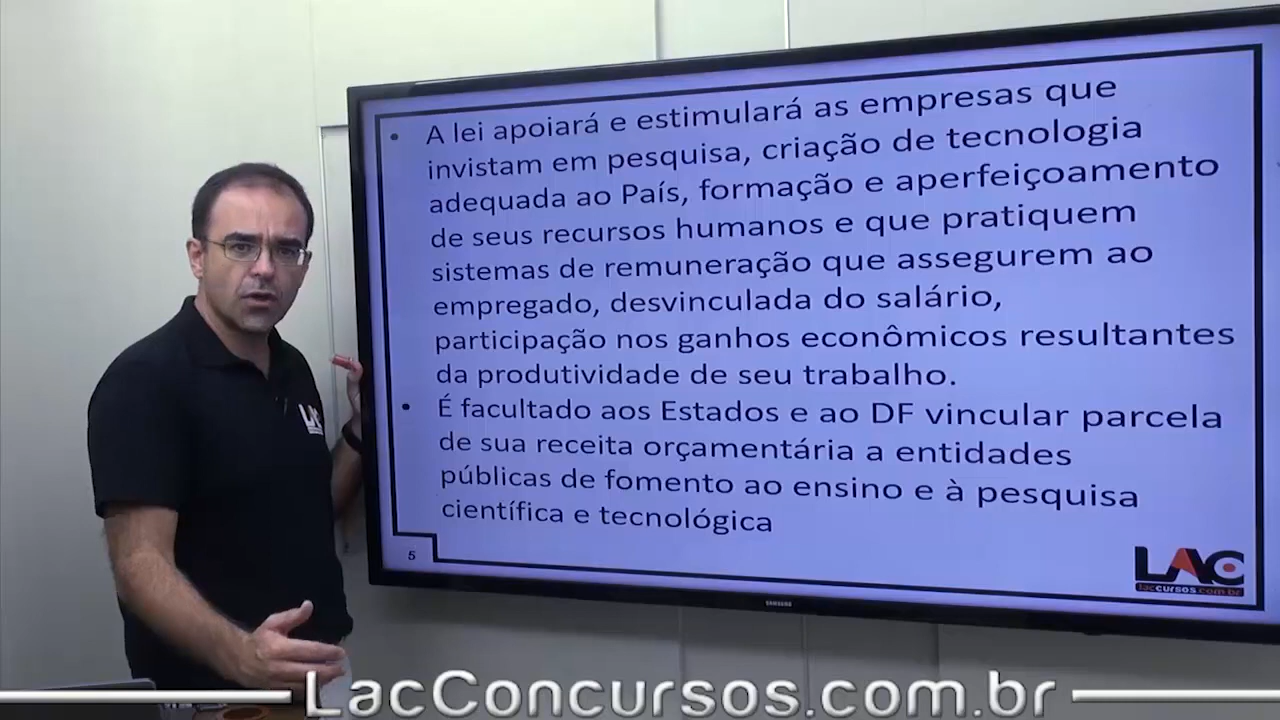 • A lei apoiará e estimulará as empresas que
invistam em pesquisa, criação de tecnologia
adequada ao País, formação e aperfeiçoamento
de seus recursos humanos e que pratiquem
sistemas de remuneração que assegurem ao
empregado, desvinculada do salário,
participação nos ganhos econômicos resultantes
da produtividade de seu trabalho.
• É facultado aos Estados e ao DF vincular parcela
de sua receita orçamentária a entidades
públicas de fomento ao ensino e à pesquisa
científica e tecnológica
5
LAC
laccursos.com.br
SAMSUNG
LAC
LacConcursos.com.br